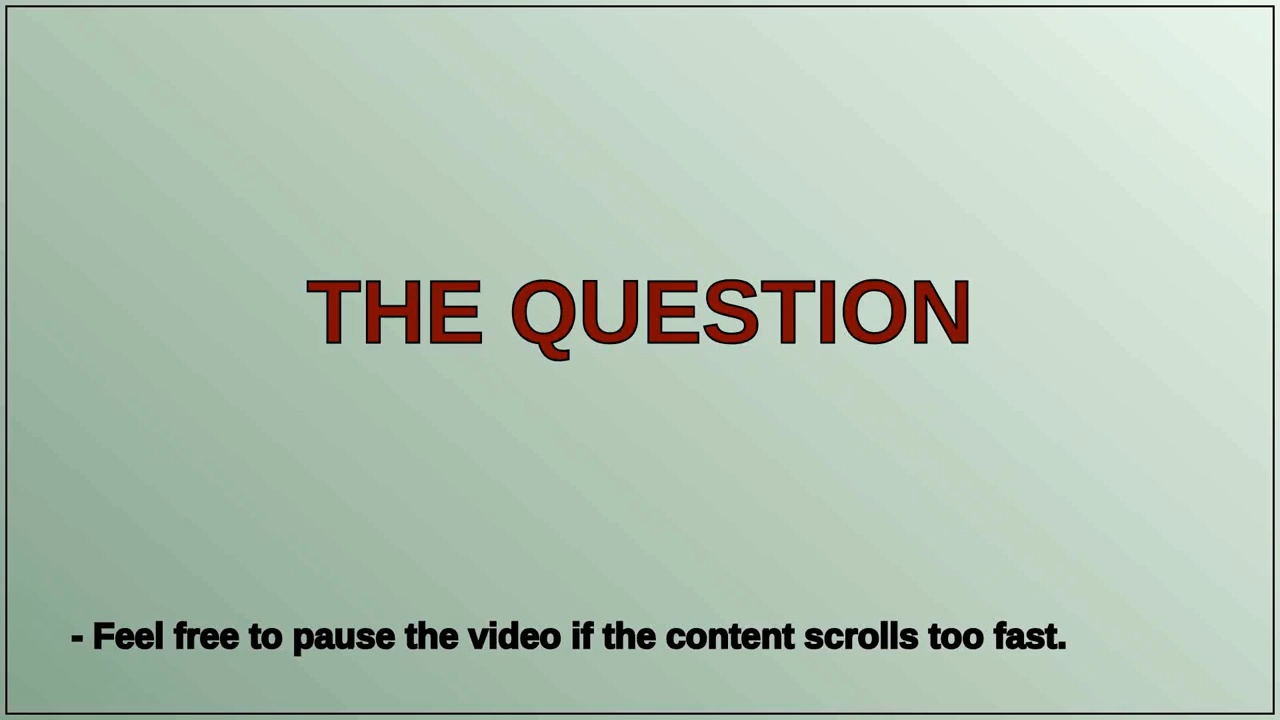 THE QUESTION
- Feel free to pause the video if the content scrolls too fast.